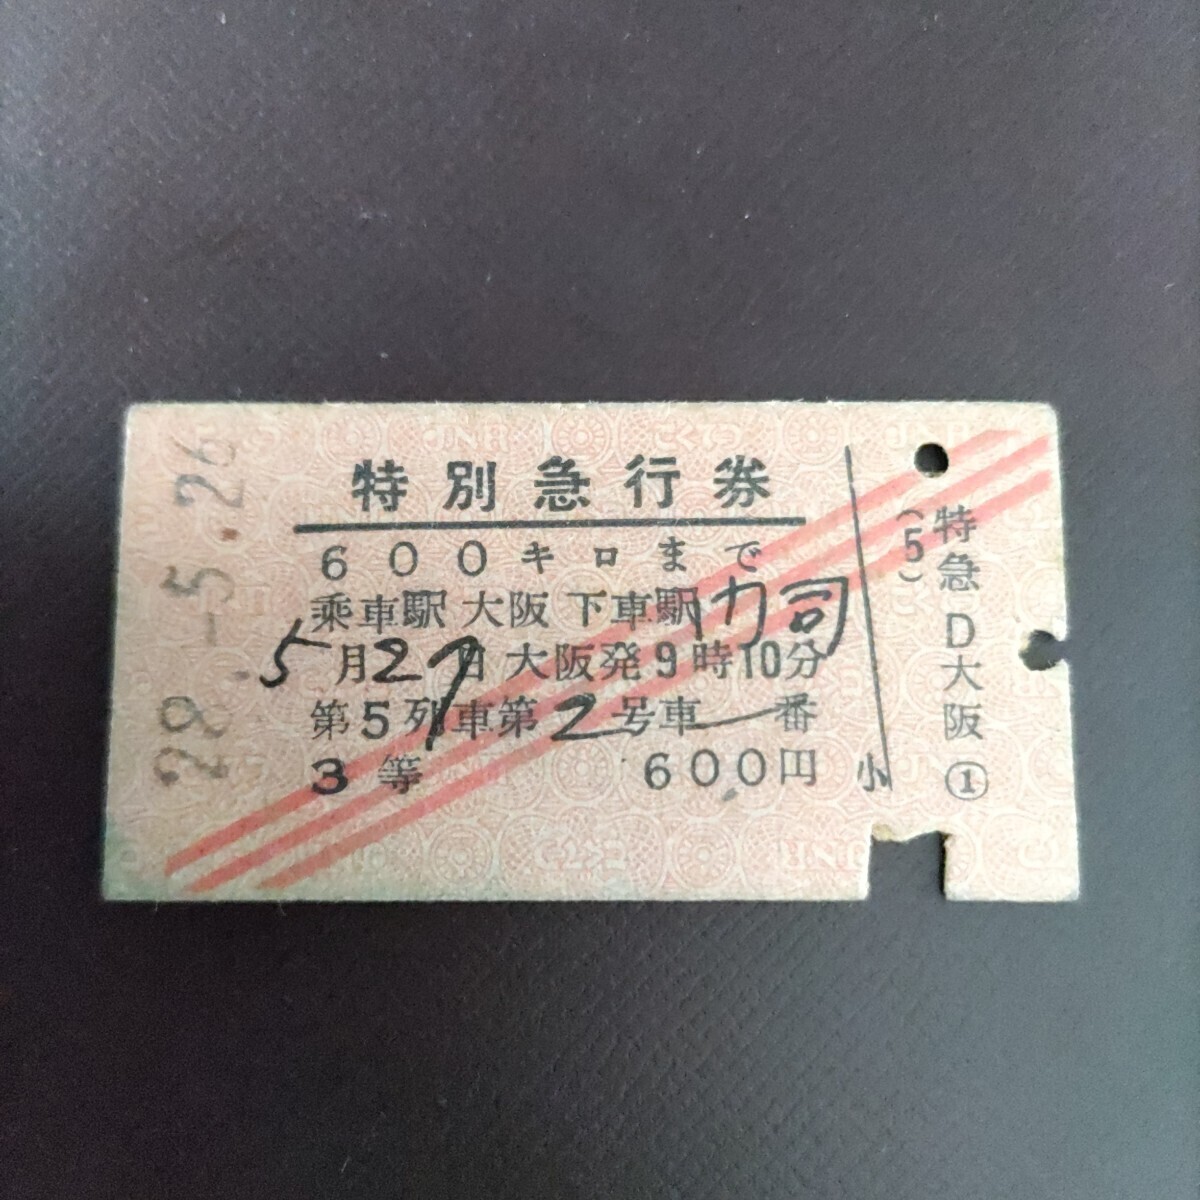 特別急行券
600キロまで
乗車駅 大阪 下車駅 门司
5月27日 大阪発9時10分
第5列車第2号車 番
3等 600円 小
特急D大阪①
(5)
29.-5.26